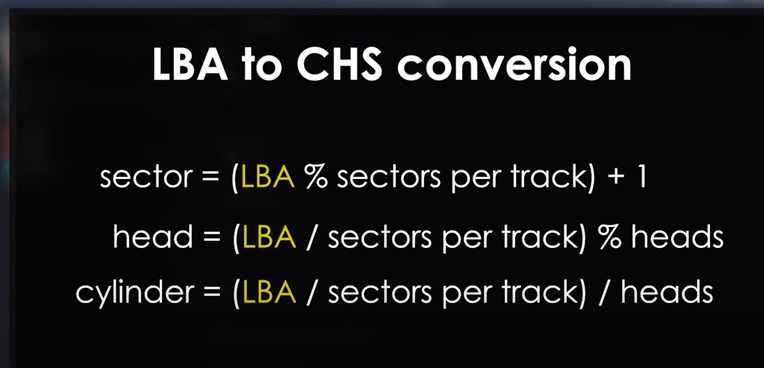 LBA to CHS conversion
sector = (LBA % sectors per track) + 1
head = (LBA / sectors per track) % heads
cylinder = (LBA / sectors per track) / heads